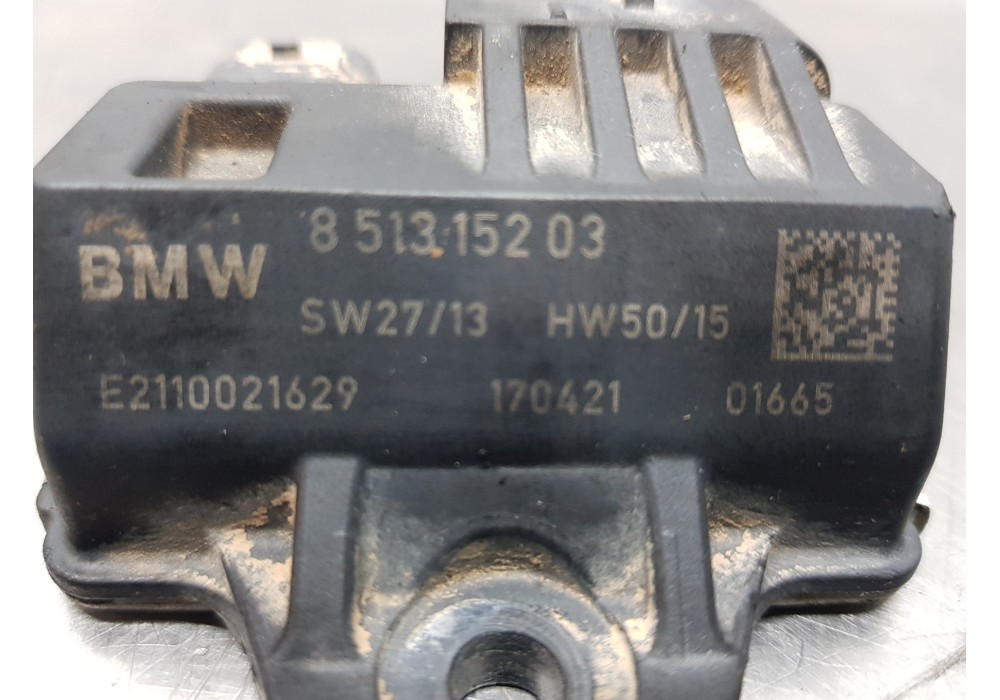 8 513 152 03
BMW
SW27/13 HW50/15
E2110021629 170421 01665